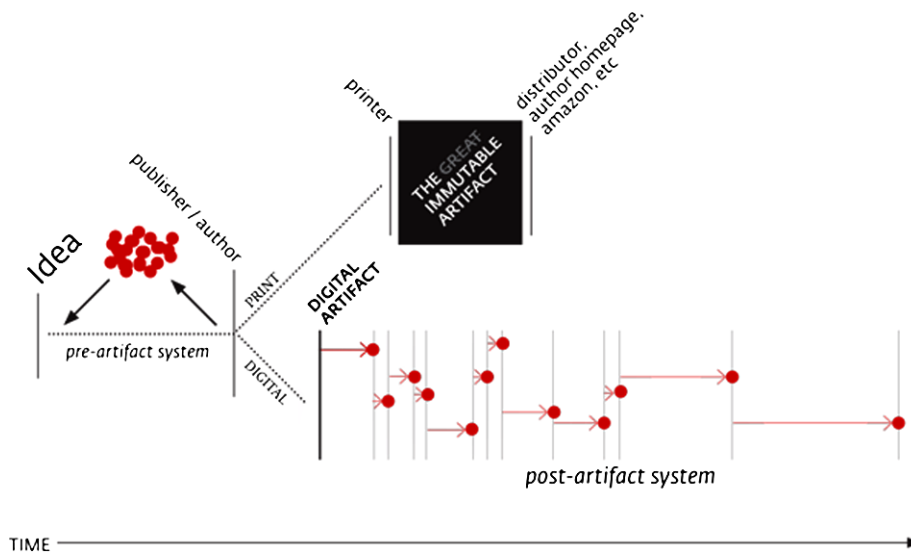 Idea
pre-artifact system
publisher / author
PRINT
DIGITAL
printer
THE GREAT
IMMUTABLE
ARTIFACT
distributor,
author homepage,
amazon, etc
DIGITAL
ARTIFACT
post-artifact system
TIME